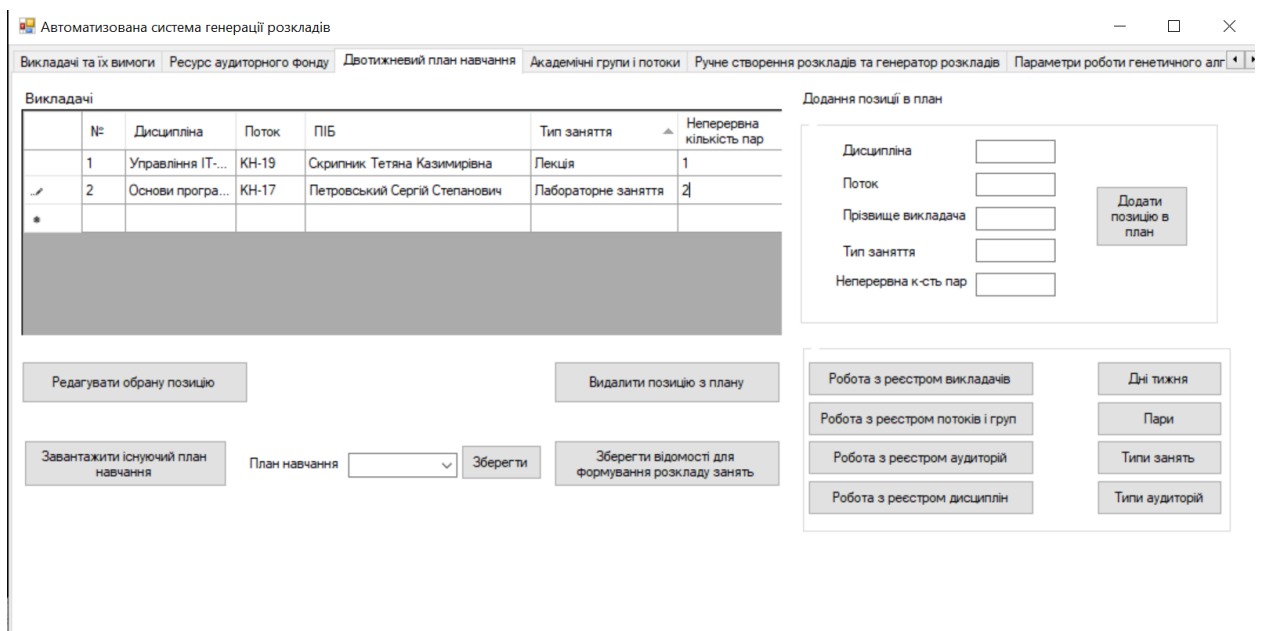 Автоматизована система генерації розкладів
Викладачі та їх вимоги Ресурс аудиторного фонду Двотижневий план навчання Академічні групи і потоки Ручне створення розкладів та генератор розкладів Параметри роботи генетичного алг
Викладачі
№ Дисципліна Поток ПІБ Тип заняття Неперервна
кількість пар
1 Управління ІТ-... КН-19 Скрипник Тетяна Казимирівна Лекція 1
2 Основи програ... КН-17 Петровський Сергій Степанович Лабораторне заняття 2
Додання позиції в план
Дисципліна
Поток
Прізвище викладача
Тип заняття
Неперервна к-сть пар
Додати
позицію в
план
Редагувати обрану позицію
Видалити позицію з плану
Завантажити існуючий план
навчання
План навчання
Зберегти
Зберегти відомості для
формування розкладу занять
Робота з реєстром викладачів
Дні тижня
Робота з реєстром потоків і груп
Пари
Робота з реєстром аудиторій
Типи занять
Робота з реєстром дисциплін
Типи аудиторій